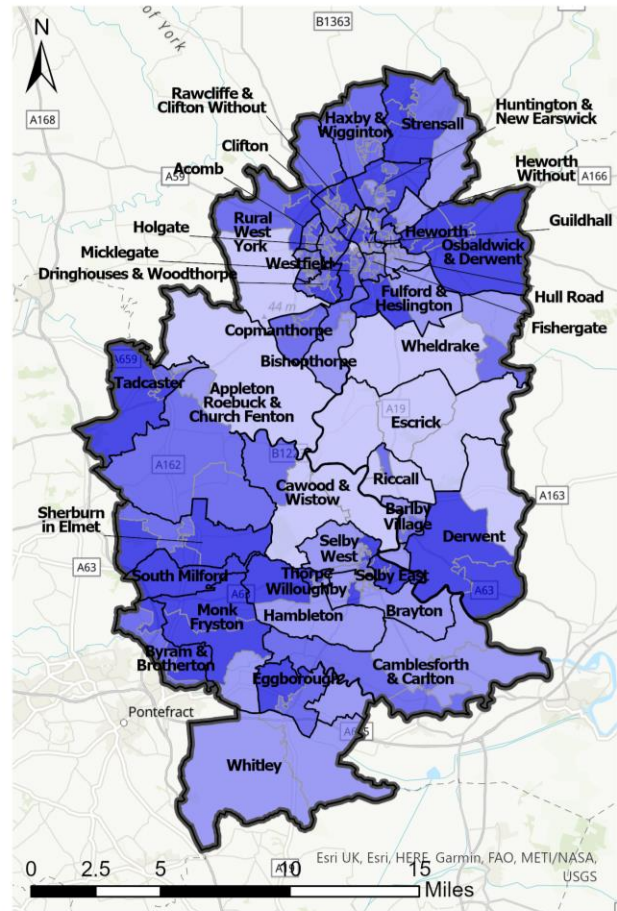 N
B1363
of York
A168
Rawcliffe &
Clifton Without
Haxby &
Wigginton
Strensall
Huntington &
New Earswick
Clifton
Acomb
A59
Heworth
Without
A166
Holgate
Rural
West
York
Heworth
Guildhall
Osbaldwick
& Derwent
Micklegate
Westfield
Dringhouses & Woodthorpe
Fulford &
Heslington
Hull Road
44 m
Copmanthorpe
Fishergate
Bishopthorpe
Wheldrake
A659
Tadcaster
Appleton
Roebuck &
Church Fenton
A19
Escrick
A162
Cawood &
Wistow
Riccall
A163
Barlby
Village
Sherburn
in Elmet
Derwent
Selby
West
A63
South Milford
Thorpe
Willoughby
Selby East
A63
Monk
Fryston
Hambleton
Brayton
Byram &
Brotherton
Eggborough
Camblesforth
& Carlton
Pontefract
Whitley
A19
Esri UK, Esri, HERE, Garmin, FAO, METI/NASA,
USGS
0 2.5 5 10 15
Miles